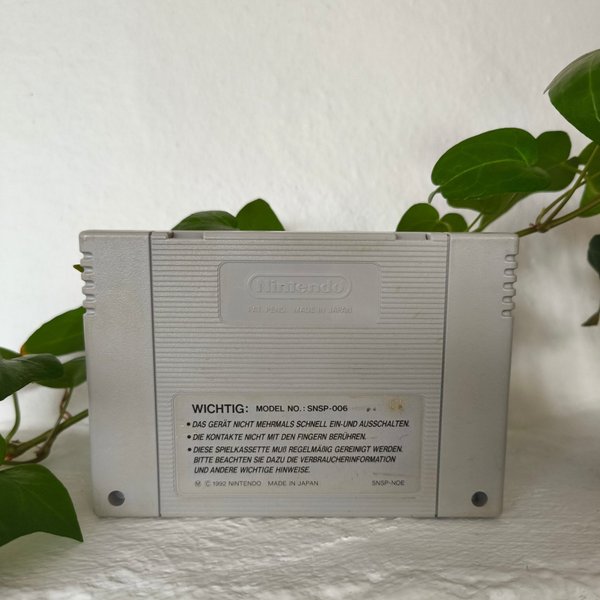 Nintendo
PAT. PEND. MADE IN JAPAN
WICHTIG: MODEL NO.: SNSP-006
• DAS GERÄT NICHT MEHRMALS SCHNELL EIN-UND AUSSCHALTEN.
• DIE KONTAKTE NICHT MIT DEN FINGERN BERÜHREN.
• DIESE SPIELKASSETTE MUß REGELMÄßIG GEREINIGT WERDEN.
BITTE BEACHTEN SIE DAZU DIE VERBRAUCHERINFORMATION
UND ANDERE WICHTIGE HINWEISE.
Ⓜ © 1992 NINTENDO MADE IN JAPAN SNSP-NOE